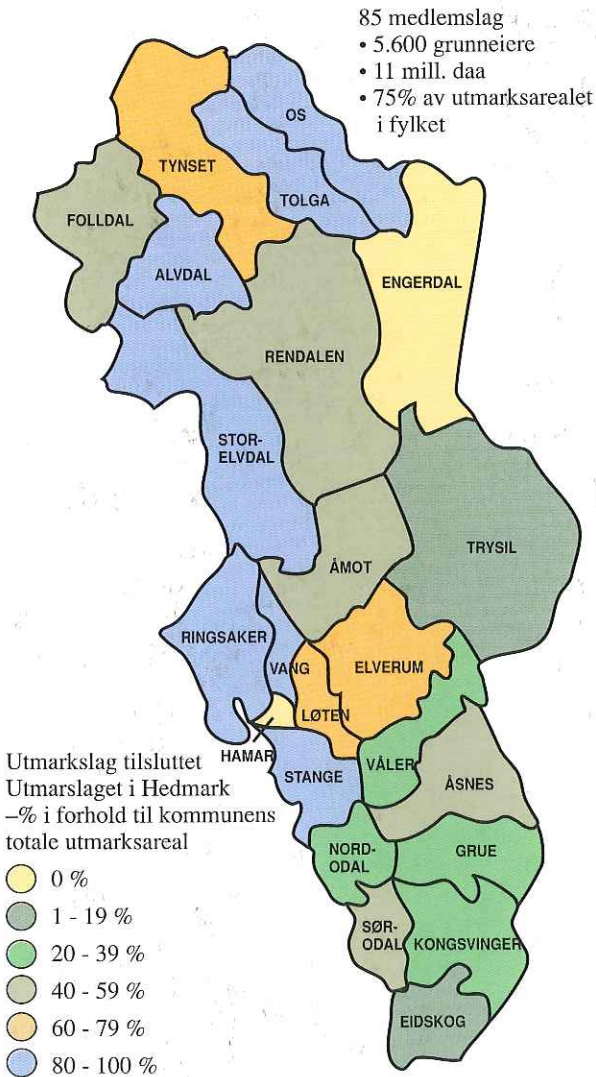 85 medlemslag
• 5.600 grunneiere
• 11 mill. daa
• 75% av utmarksarealet
i fylket
OS
TYNSET
TOLGA
FOLLDAL
ALVDAL
ENGERDAL
RENDALEN
STOR-
ELVDAL
TRYSIL
ÅMOT
RINGSAKER
VANG
ELVERUM
LØTEN
HAMAR
STANGE
VÅLER
ÅSNES
NORD-
ODAL
GRUE
SØR-
ODAL
KONGSVINGER
EIDSKOG
Utmarkslag tilsluttet
Utmarslaget i Hedmark
–% i forhold til kommunens
totale utmarksareal
0 %
1 - 19 %
20 - 39 %
40 - 59 %
60 - 79 %
80 - 100 %